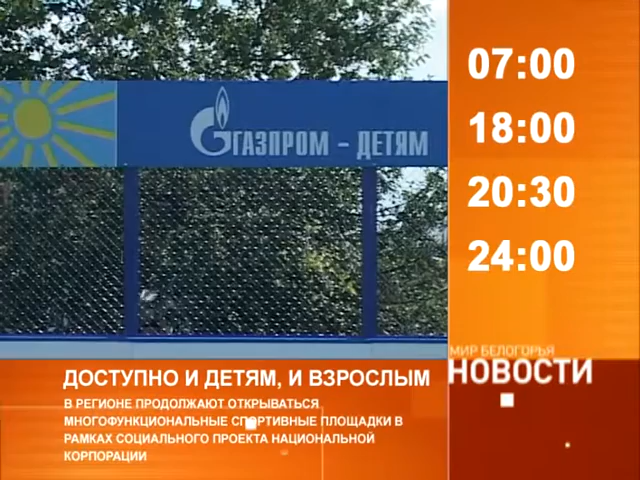 ГАЗПРОМ – ДЕТЯМ
07:00
18:00
20:30
24:00
МИР БЕЛОГОРЬЯ
НОВОСТИ
ДОСТУПНО И ДЕТЯМ, И ВЗРОСЛЫМ
В РЕГИОНЕ ПРОДОЛЖАЮТ ОТКРЫВАТЬСЯ
МНОГОФУНКЦИОНАЛЬНЫЕ СПОРТИВНЫЕ ПЛОЩАДКИ В
РАМКАХ СОЦИАЛЬНОГО ПРОЕКТА НАЦИОНАЛЬНОЙ
КОРПОРАЦИИ